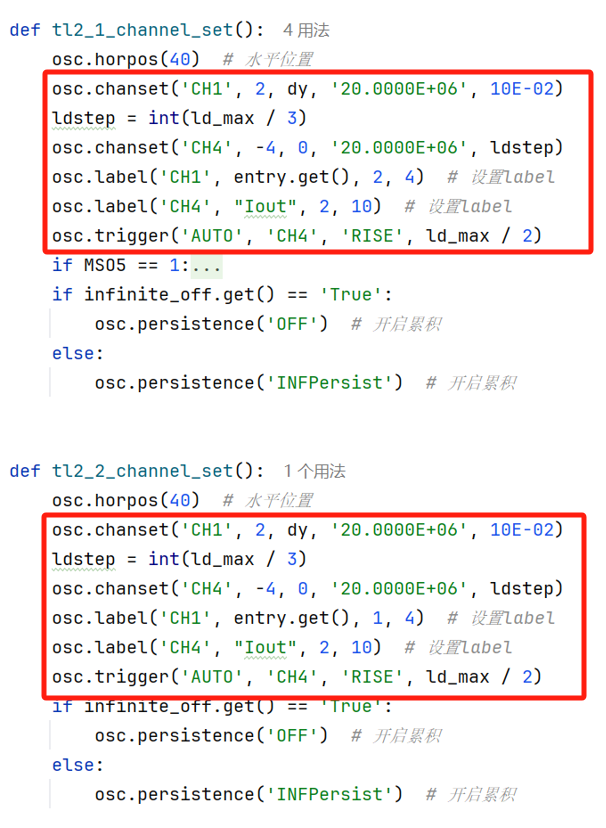 def tl2_1_channel_set(): 4 用法
osc.horpos(40) # 水平位置
osc.chanset('CH1', 2, dy, '20.0000E+06', 10E-02)
ldstep = int(ld_max / 3)
osc.chanset('CH4', -4, 0, '20.0000E+06', ldstep)
osc.label('CH1', entry.get(), 2, 4) # 设置label
osc.label('CH4', "Iout", 2, 10) # 设置label
osc.trigger('AUTO', 'CH4', 'RISE', ld_max / 2)
if MSO5 == 1:...
if infinite_off.get() == 'True':
osc.persistence('OFF') # 开启累积
else:
osc.persistence('INFPersist') # 开启累积
def tl2_2_channel_set(): 1 个用法
osc.horpos(40) # 水平位置
osc.chanset('CH1', 2, dy, '20.0000E+06', 10E-02)
ldstep = int(ld_max / 3)
osc.chanset('CH4', -4, 0, '20.0000E+06', ldstep)
osc.label('CH1', entry.get(), 1, 4) # 设置label
osc.label('CH4', "Iout", 2, 10) # 设置label
osc.trigger('AUTO', 'CH4', 'RISE', ld_max / 2)
if infinite_off.get() == 'True':
osc.persistence('OFF') # 开启累积
else:
osc.persistence('INFPersist') # 开启累积